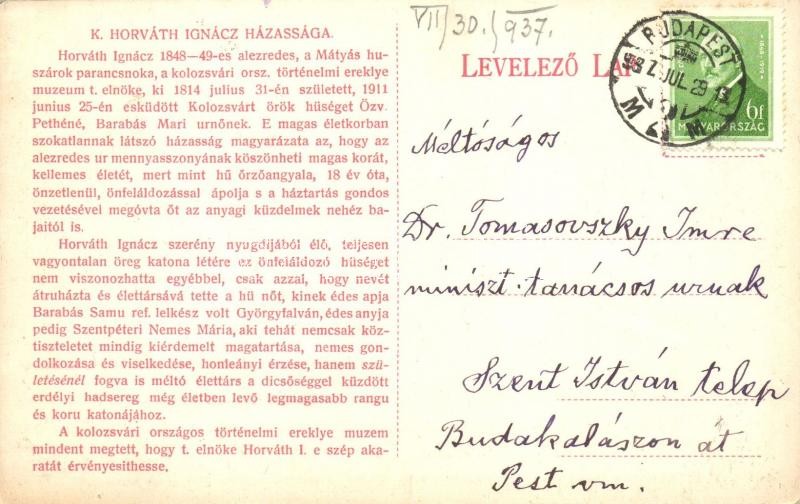 K. HORVÁTH IGNÁCZ HÁZASSÁGA.
Horváth Ignácz 1848—49-es alezredes, a Mátyás hu-
szárok parancsnoka, a kolozsvári orsz. történelmi ereklye
muzeum t. elnöke, ki 1814 julius 31-én született, 1911
junius 25-én esküdött Kolozsvárt örök hüséget Özv.
Pethéné, Barabás Mari urnőnek. E magas életkorban
szokatlannak látszó házasság magyarázata az, hogy az
alezredes ur mennyasszonyának köszönheti magas korát,
kellemes életét, mert mint hű őrzőangyala, 18 év óta,
önzetlenül, önfeláldozással ápolja s a háztartás gondos
vezetésével megóvta őt az anyagi küzdelmek nehéz ba-
jaitól is.
Horváth Ignácz szerény nyugdijából élő, teljesen
vagyontalan öreg katona létére ez önfeláldozó hüséget
nem viszonozhatta egyébbel, csak azzal, hogy nevét
átruházta és élettársává tette a hű nőt, kinek édes apja
Barabás Samu ref. lelkész volt Györgyfalván, édes anyja
pedig Szentpéteri Nemes Mária, aki tehát nemcsak köz-
tiszteletet mindig kiérdemelt magatartása, nemes gon-
dolkozása és viselkedése, honleányi érzése, hanem szü-
letésénél fogva is méltó élettárs a dicsőséggel küzdött
erdélyi hadsereg még életben levő legmagasabb rangu
és koru katonájához.
A kolozsvári országos történelmi ereklye muzem
mindent megtett, hogy t. elnöke Horváth I. e szép aka-
ratát érvényesithesse.
VII/30./937.
LEVELEZŐ LAP
BUDAPEST
JUL 29
6f
MAGYARORSZÁG
Méltóságos
Dr. Tomasovszky Imre
miniszt. tanácsos urnak
Szent István telep
Budakalászon át
Pest vm.